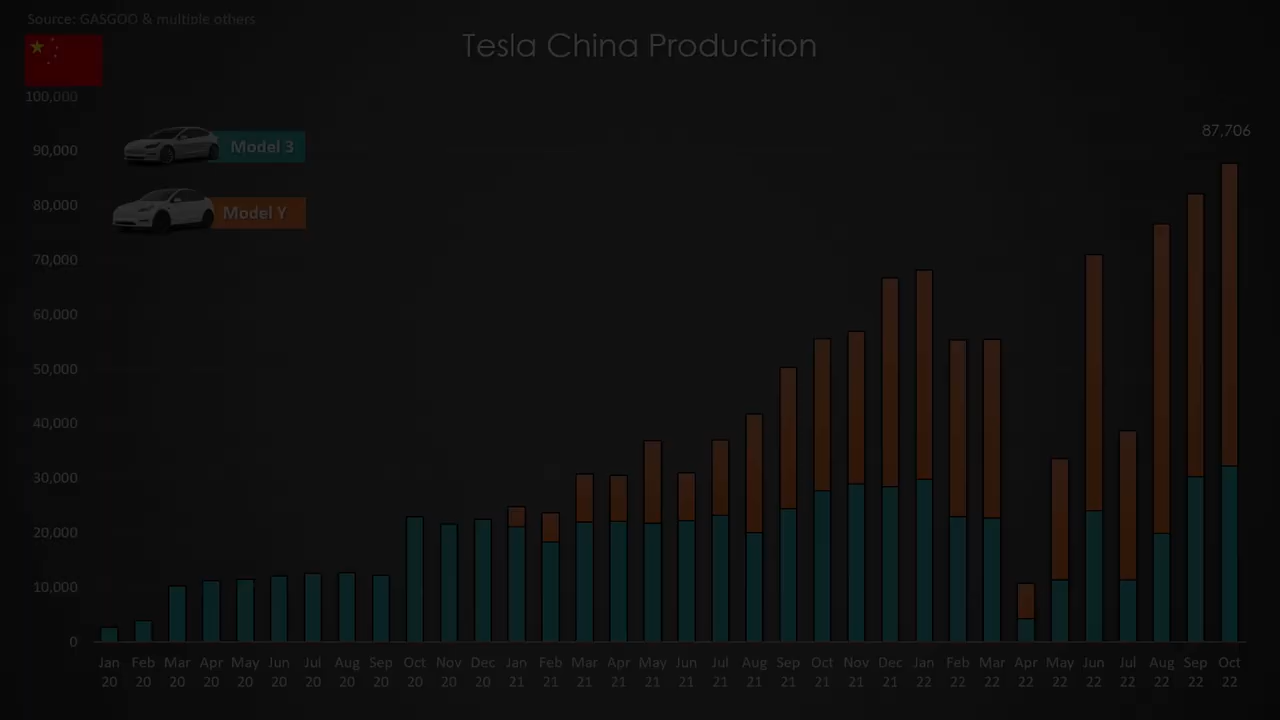 Source: GASGOO & multiple others
Tesla China Production
100,000
87,706
90,000
Model 3
80,000
Model Y
70,000
60,000
50,000
40,000
30,000
20,000
10,000
0
Jan Feb Mar Apr May Jun Jul Aug Sep Oct Nov Dec Jan Feb Mar Apr May Jun Jul Aug Sep Oct Nov Dec Jan Feb Mar Apr May Jun Jul Aug Sep Oct
20 20 20 20 20 20 20 20 20 20 20 20 21 21 21 21 21 21 21 21 21 21 21 21 22 22 22 22 22 22 22 22 22 22